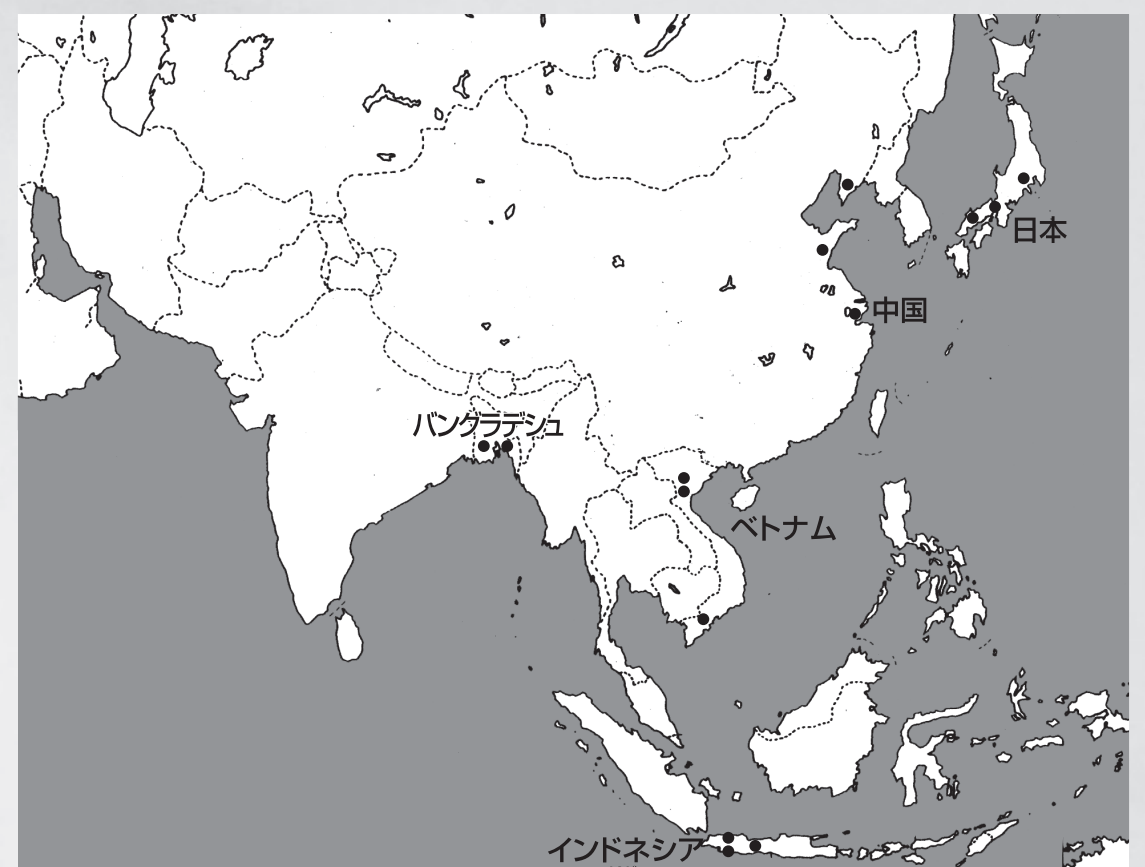 日本
中国
バングラデシュ
ベトナム
インドネシア